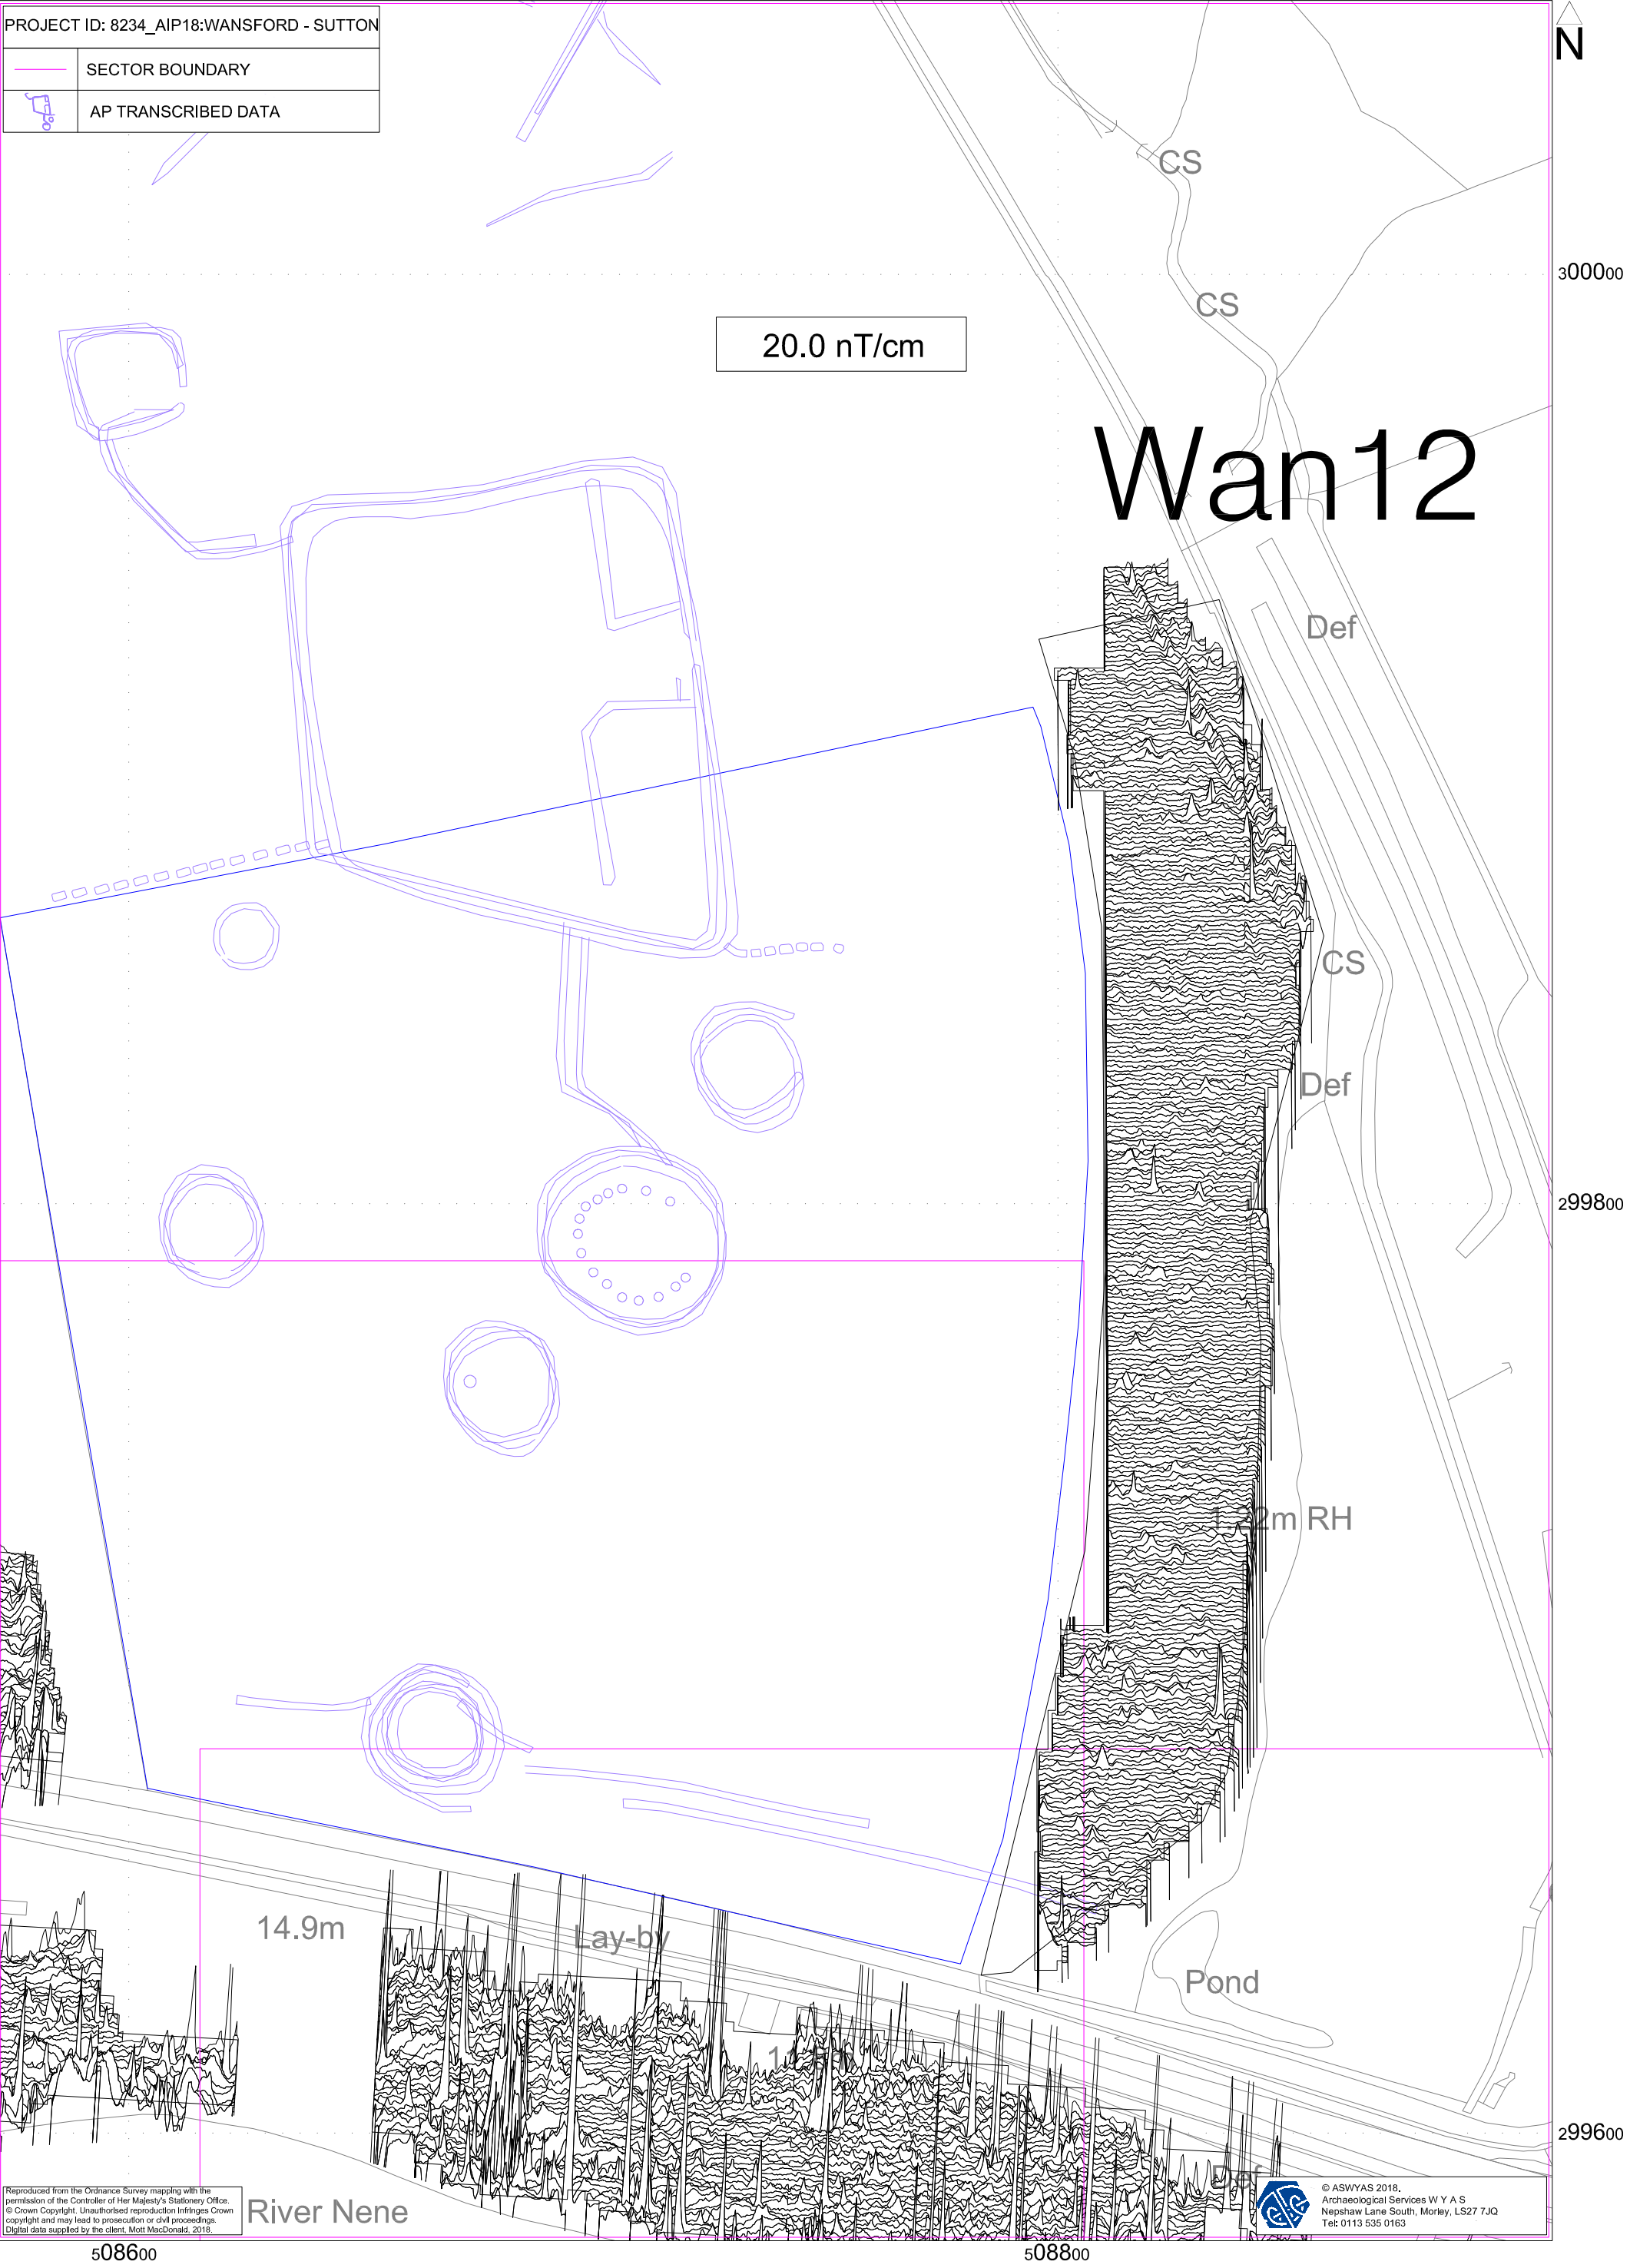 PROJECT ID: 8234_AIP18:WANSFORD - SUTTON
SECTOR BOUNDARY
AP TRANSCRIBED DATA
N
CS
300000
CS
20.0 nT/cm
Wan12
Def
CS
Def
299800
1.22m RH
14.9m
Lay-by
Pond
299600
Def
River Nene
Reproduced from the Ordnance Survey mapping with the
permission of the Controller of Her Majesty's Stationery Office.
© Crown Copyright. Unauthorised reproduction infringes Crown
copyright and may lead to prosecution or civil proceedings.
Digital data supplied by the client, Mott MacDonald, 2018.
© ASWYAS 2018.
Archaeological Services W Y A S
Nepshaw Lane South, Morley, LS27 7JQ
Tel: 0113 535 0163
508600
508800